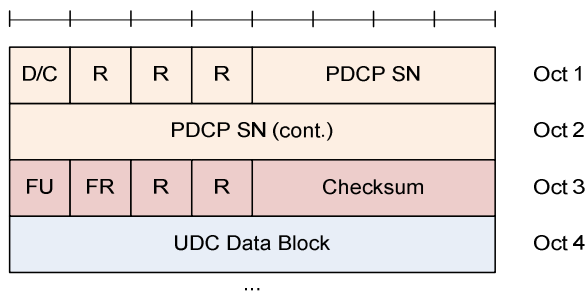 D/C R R R PDCP SN Oct 1
PDCP SN (cont.) Oct 2
FU FR R R Checksum Oct 3
UDC Data Block Oct 4
...